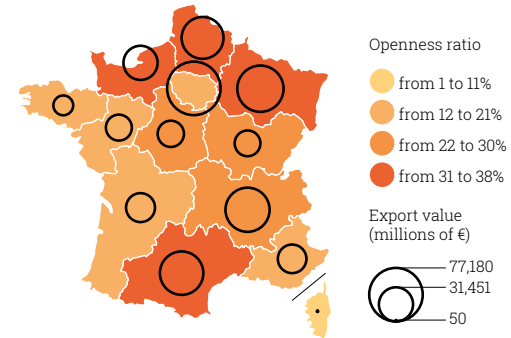 Openness ratio
from 1 to 11%
from 12 to 21%
from 22 to 30%
from 31 to 38%
Export value
(millions of €)
77,180
31,451
50